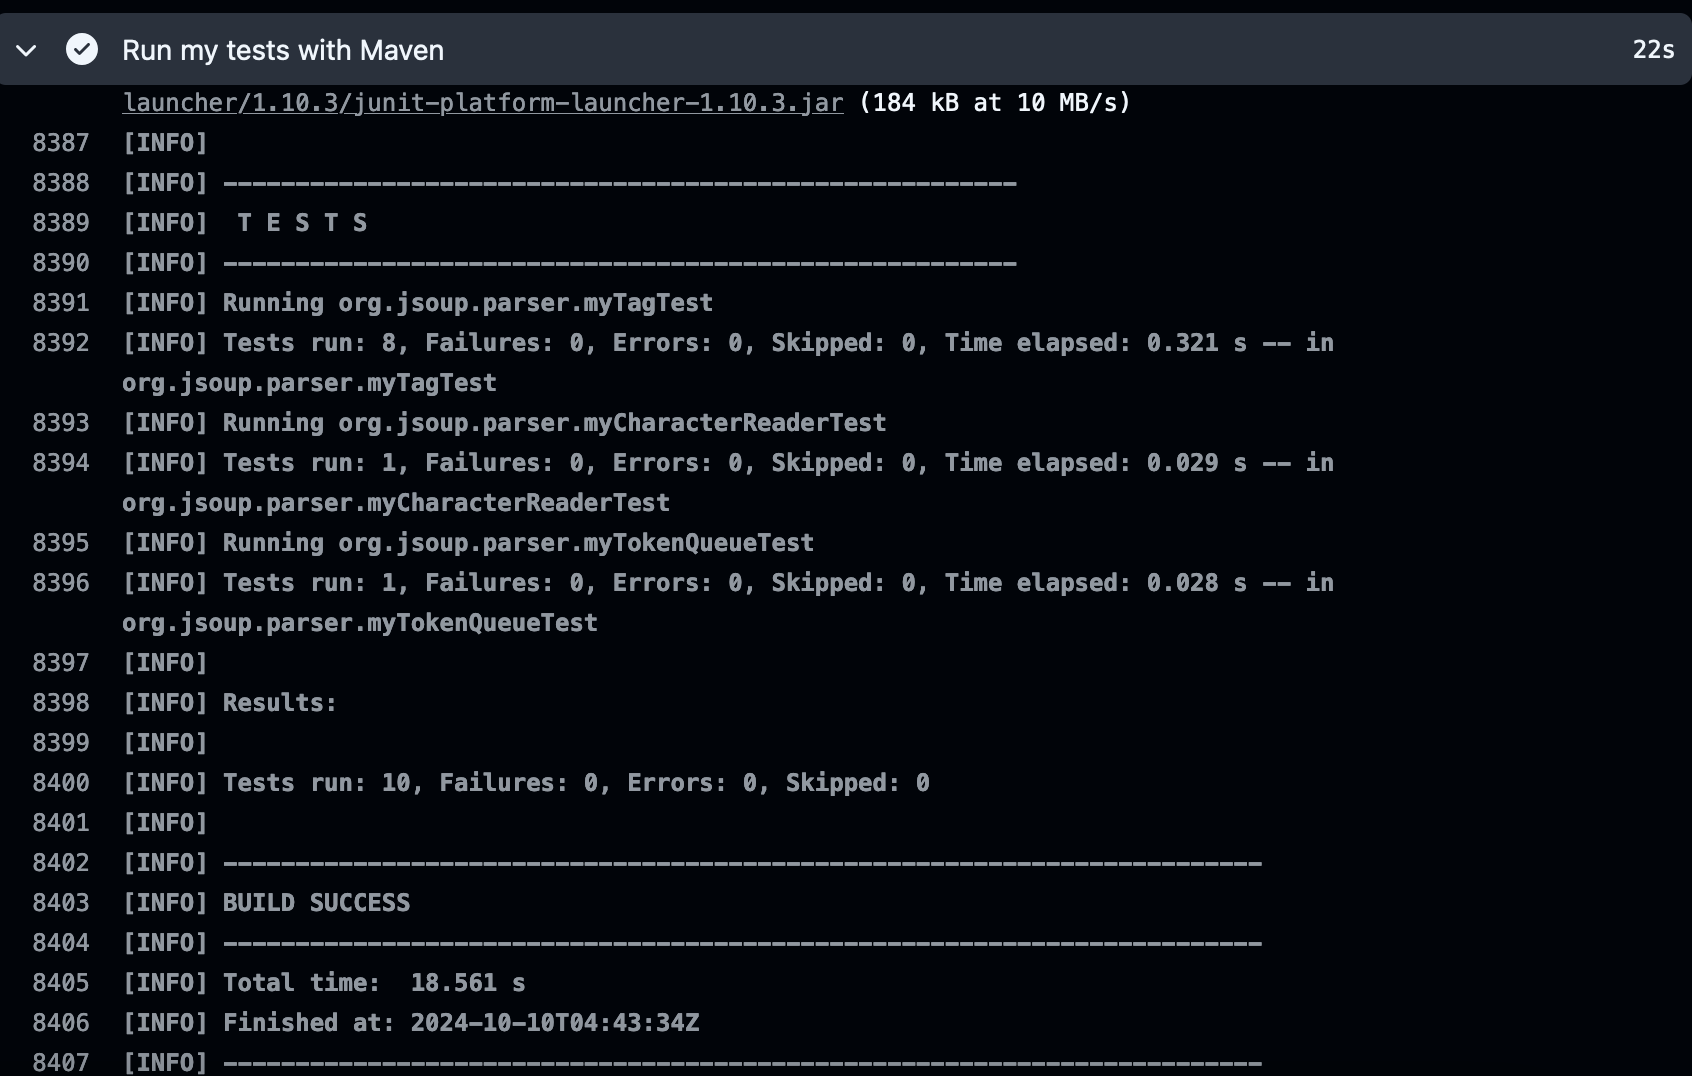 Run my tests with Maven 22s
launcher/1.10.3/junit-platform-launcher-1.10.3.jar (184 kB at 10 MB/s)
8387 [INFO]
8388 [INFO] -------------------------------------------------------
8389 [INFO]  T E S T S
8390 [INFO] -------------------------------------------------------
8391 [INFO] Running org.jsoup.parser.myTagTest
8392 [INFO] Tests run: 8, Failures: 0, Errors: 0, Skipped: 0, Time elapsed: 0.321 s -- in
org.jsoup.parser.myTagTest
8393 [INFO] Running org.jsoup.parser.myCharacterReaderTest
8394 [INFO] Tests run: 1, Failures: 0, Errors: 0, Skipped: 0, Time elapsed: 0.029 s -- in
org.jsoup.parser.myCharacterReaderTest
8395 [INFO] Running org.jsoup.parser.myTokenQueueTest
8396 [INFO] Tests run: 1, Failures: 0, Errors: 0, Skipped: 0, Time elapsed: 0.028 s -- in
org.jsoup.parser.myTokenQueueTest
8397 [INFO]
8398 [INFO] Results:
8399 [INFO]
8400 [INFO] Tests run: 10, Failures: 0, Errors: 0, Skipped: 0
8401 [INFO]
8402 [INFO] ------------------------------------------------------------------------
8403 [INFO] BUILD SUCCESS
8404 [INFO] ------------------------------------------------------------------------
8405 [INFO] Total time:  18.561 s
8406 [INFO] Finished at: 2024-10-10T04:43:34Z
8407 [INFO] ------------------------------------------------------------------------